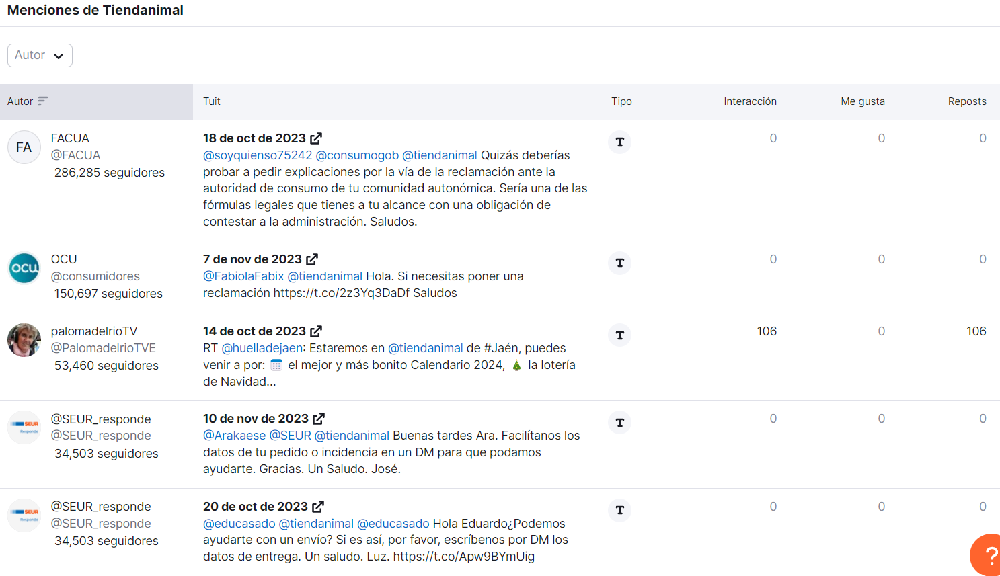 Menciones de Tiendanimal
Autor
Autor Tuit Tipo Interacción Me gusta Reposts
FA
FACUA
@FACUA
286,285 seguidores
18 de oct de 2023
@soyquienso75242 @consumogob @tiendanimal Quizás deberías
probar a pedir explicaciones por la vía de la reclamación ante la
autoridad de consumo de tu comunidad autonómica. Sería una de las
fórmulas legales que tienes a tu alcance con una obligación de
contestar a la administración. Saludos.
T
0 0 0
ocu
OCU
@consumidores
150,697 seguidores
7 de nov de 2023
@FabiolaFabix @tiendanimal Hola. Si necesitas poner una
reclamación https://t.co/2z3Yq3DaDf Saludos
T
0 0 0
palomadelrioTV
@PalomadelrioTVE
53,460 seguidores
14 de oct de 2023
RT @huelladejaen: Estaremos en @tiendanimal de #Jaén, puedes
venir a por: 🗓️ el mejor y más bonito Calendario 2024, 🎄 la lotería
de Navidad…
T
106 0 106
SEUR
Responde
@SEUR_responde
@SEUR_responde
34,503 seguidores
10 de nov de 2023
@Arakaese @SEUR @tiendanimal Buenas tardes Ara. Facilítanos los
datos de tu pedido o incidencia en un DM para que podamos
ayudarte. Gracias. Un Saludo. José.
T
0 0 0
SEUR
Responde
@SEUR_responde
@SEUR_responde
34,503 seguidores
20 de oct de 2023
@educasado @tiendanimal @educasado Hola Eduardo¿Podemos
ayudarte con un envío? Si es así, por favor, escríbenos por DM los
datos de entrega. Un saludo. Luz. https://t.co/Apw9BYmUig
T
0 0 0
?